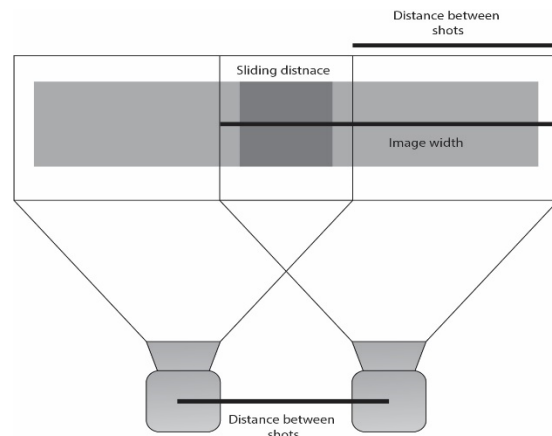 Distance between
shots
Sliding distnace
Image width
Distance between
shots